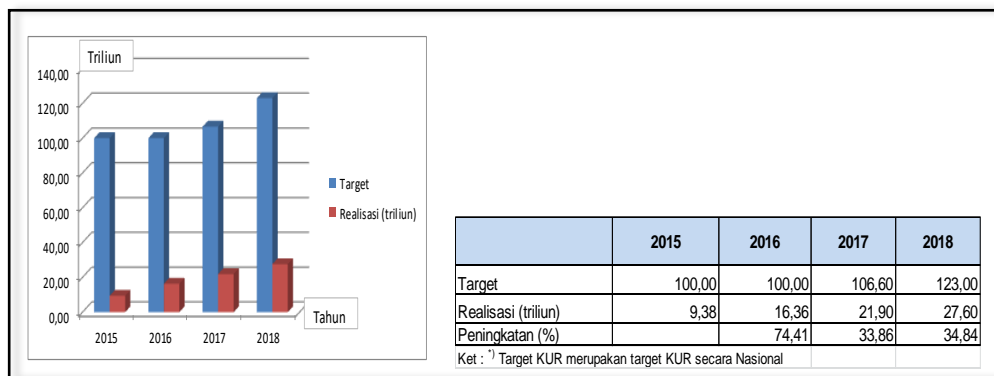 Triliun
140,00
120,00
100,00
80,00
60,00
40,00
20,00
0,00
2015 2016 2017 2018
Tahun
Target
Realisasi (triliun)
2015 2016 2017 2018
Target 100,00 100,00 106,60 123,00
Realisasi (triliun) 9,38 16,36 21,90 27,60
Peningkatan (%) 74,41 33,86 34,84
Ket : *) Target KUR merupakan target KUR secara Nasional